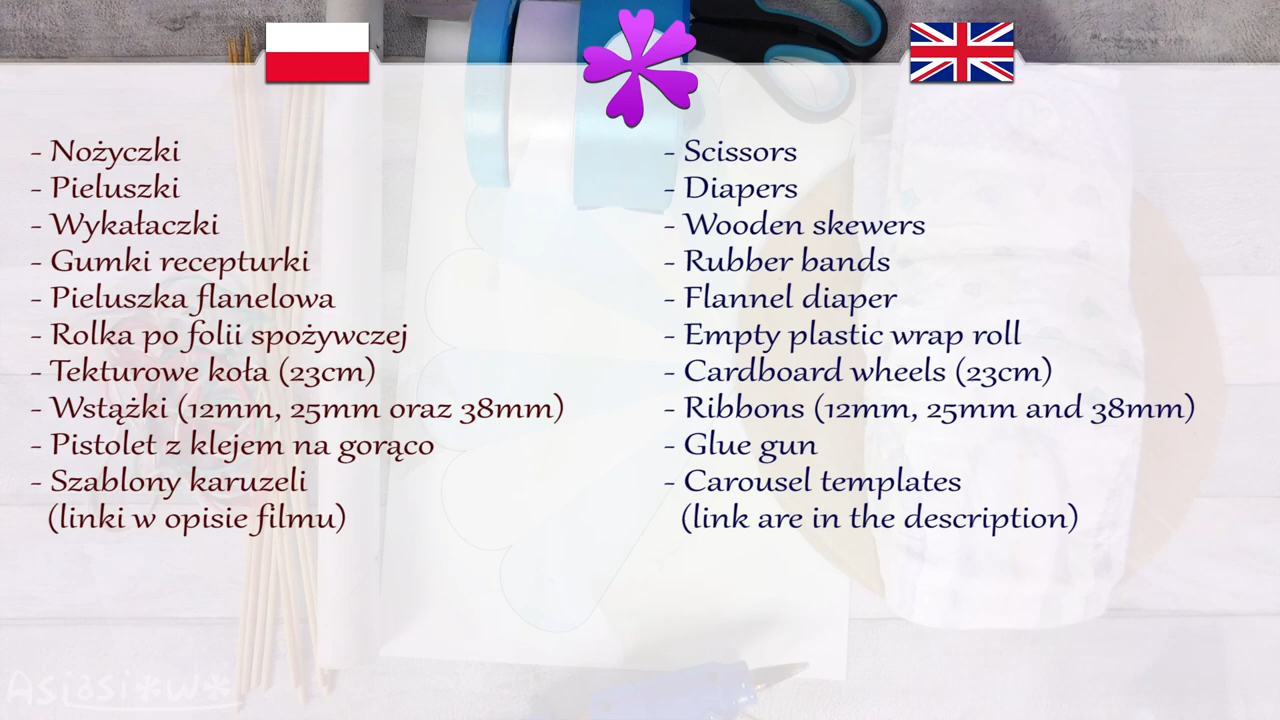 - Nożyczki
- Pieluszki
- Wykałaczki
- Gumki recepturki
- Pieluszka flanelowa
- Rolka po folii spożywczej
- Tekturowe koła (23cm)
- Wstążki (12mm, 25mm oraz 38mm)
- Pistolet z klejem na gorąco
- Szablony karuzeli
(linki w opisie filmu)
- Scissors
- Diapers
- Wooden skewers
- Rubber bands
- Flannel diaper
- Empty plastic wrap roll
- Cardboard wheels (23cm)
- Ribbons (12mm, 25mm and 38mm)
- Glue gun
- Carousel templates
(link are in the description)
Asiasi*w*